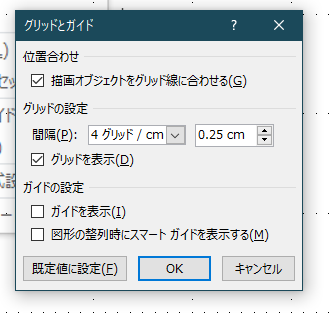 グリッドとガイド ? ×
位置合わせ
描画オブジェクトをグリッド線に合わせる(G)
グリッドの設定
間隔(P): 4 グリッド / cm 0.25 cm
グリッドを表示(D)
ガイドの設定
ガイドを表示(I)
図形の整列時にスマート ガイドを表示する(M)
既定値に設定(F) OK キャンセル